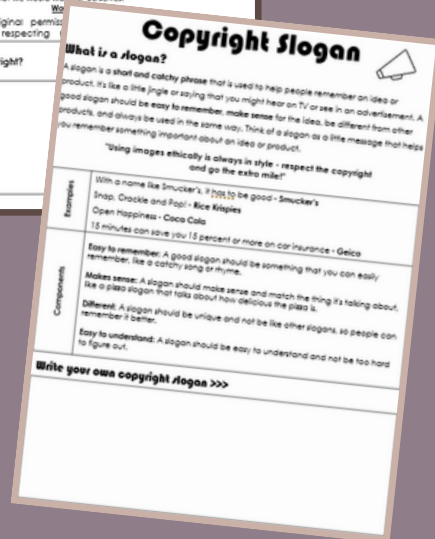 Wo
iginal permiss
respecting
right?
Copyright Slogan
What is a slogan?
A slogan is a short and catchy phrase that is used to help people remember an idea or
product. It's like a little jingle or saying that you might hear on TV or see in an advertisement. A
good slogan should be easy to remember, make sense for the idea, be different from other
products, and always be used in the same way. Think of a slogan as a little message that helps
you remember something important about an idea or product.
"Using images ethically is always in style - respect the copyright
and go the extra mile!"
Examples
With a name like Smucker's, it has to be good - Smucker's
Snap, Crackle and Pop! - Rice Krispies
Open Happiness - Coca Cola
15 minutes can save you 15 percent or more on car insurance - Geico
Components
Easy to remember: A good slogan should be something that you can easily
remember, like a catchy song or rhyme.
Makes sense: A slogan should make sense and match the thing it's talking about,
like a pizza slogan that talks about how delicious the pizza is.
Different: A slogan should be unique and not be like other slogans, so people can
remember it better.
Easy to understand: A slogan should be easy to understand and not be too hard
to figure out.
Write your own copyright slogan >>>